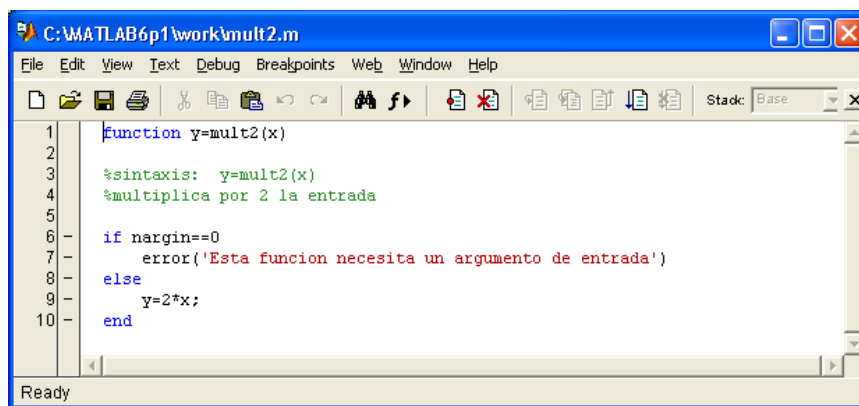 C:\MATLAB6p1\work\mult2.m
File Edit View Text Debug Breakpoints Web Window Help
Stack: Base
1 function y=mult2(x)
2
3 %sintaxis:  y=mult2(x)
4 %multiplica por 2 la entrada
5
6 - if nargin==0
7 -     error('Esta funcion necesita un argumento de entrada')
8 - else
9 -     y=2*x;
10 - end
Ready